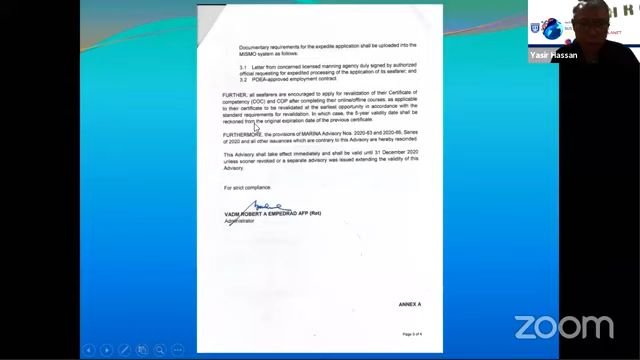 Documentary requirements for the expedite application shall be uploaded into the
MISMO system as follows:
3.1 Letter from concerned licensed manning agency duly signed by authorized
official requesting for expedited processing of the application of its seafarer; and
3.2 POEA-approved employment contract.
FURTHER, all seafarers are encouraged to apply for revalidation of their Certificate of
competency (COC) and COP after completing their online/offline courses, as applicable
to their certificate to be revalidated at the earliest opportunity in accordance with the
standard requirements for revalidation. In which case, the 5-year validity date shall be
reckoned from the original expiration date of the previous certificate.
FURTHERMORE, the provisions of MARINA Advisory Nos. 2020-63 and 2020-66, Series
of 2020 and all other issuances which are contrary to this Advisory are hereby rescinded.
This Advisory shall take effect immediately and shall be valid until 31 December 2020
unless sooner revoked or a separate advisory was issued extending the validity of this
Advisory.
For strict compliance.
VADM ROBERT A EMPEDRAD AFP (Ret)
Administrator
ANNEX A
Page 3 of 4
Yasir Hassan
zoom